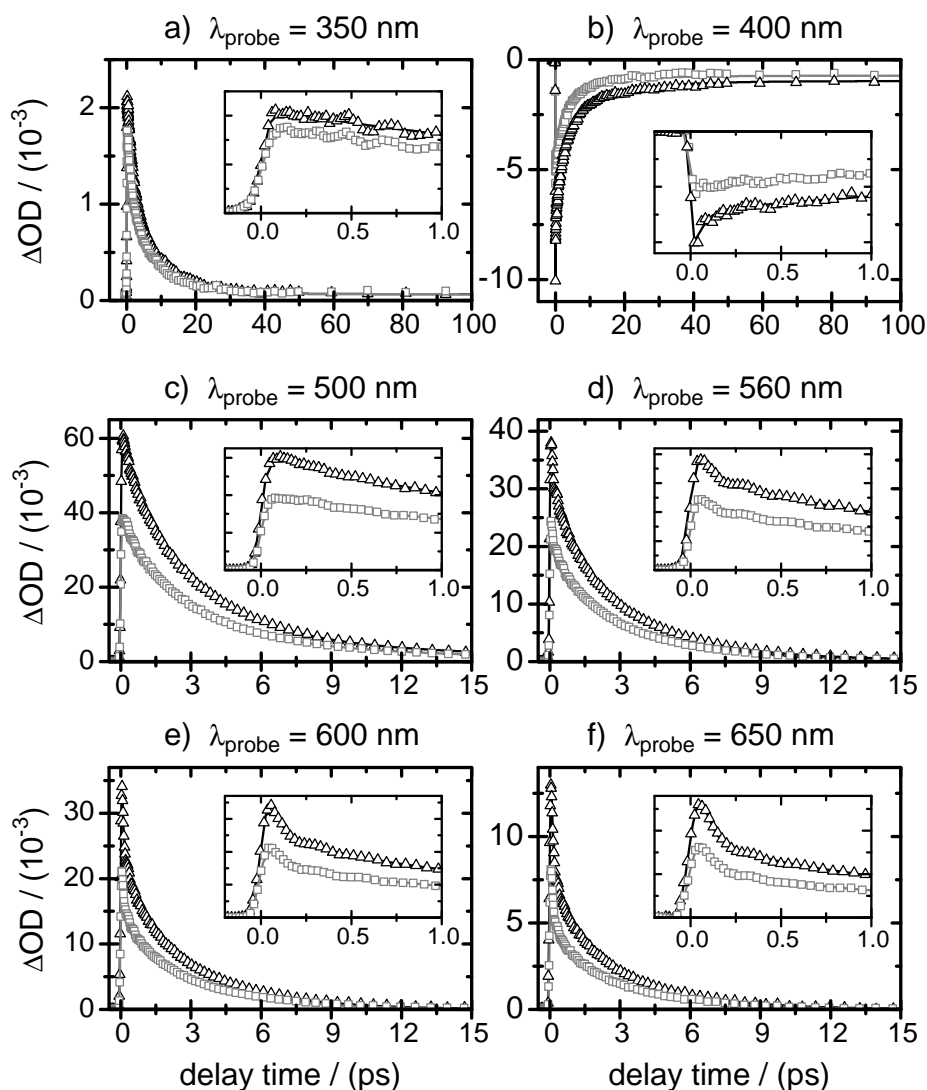 a) λprobe = 350 nm
b) λprobe = 400 nm
ΔOD / (10⁻³)
2
1
0
0.0 0.5 1.0
0 20 40 60 80 100
0
-5
-10
0.0 0.5 1.0
0 20 40 60 80 100
c) λprobe = 500 nm
d) λprobe = 560 nm
ΔOD / (10⁻³)
60
40
20
0
0.0 0.5 1.0
0 3 6 9 12 15
40
30
20
10
0
0.0 0.5 1.0
0 3 6 9 12 15
e) λprobe = 600 nm
f) λprobe = 650 nm
ΔOD / (10⁻³)
30
20
10
0
0.0 0.5 1.0
0 3 6 9 12 15
10
5
0
0.0 0.5 1.0
0 3 6 9 12 15
delay time / (ps)
delay time / (ps)